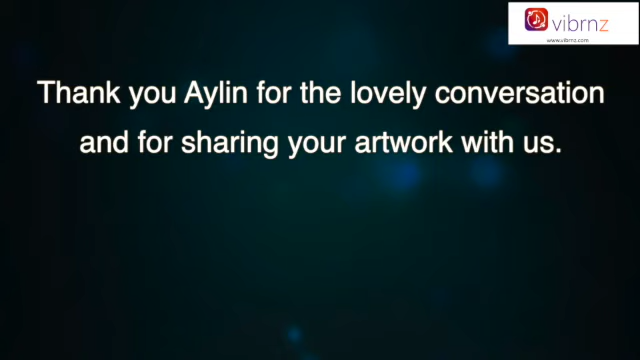 vibrnz
www.vibrnz.com
Thank you Aylin for the lovely conversation
and for sharing your artwork with us.